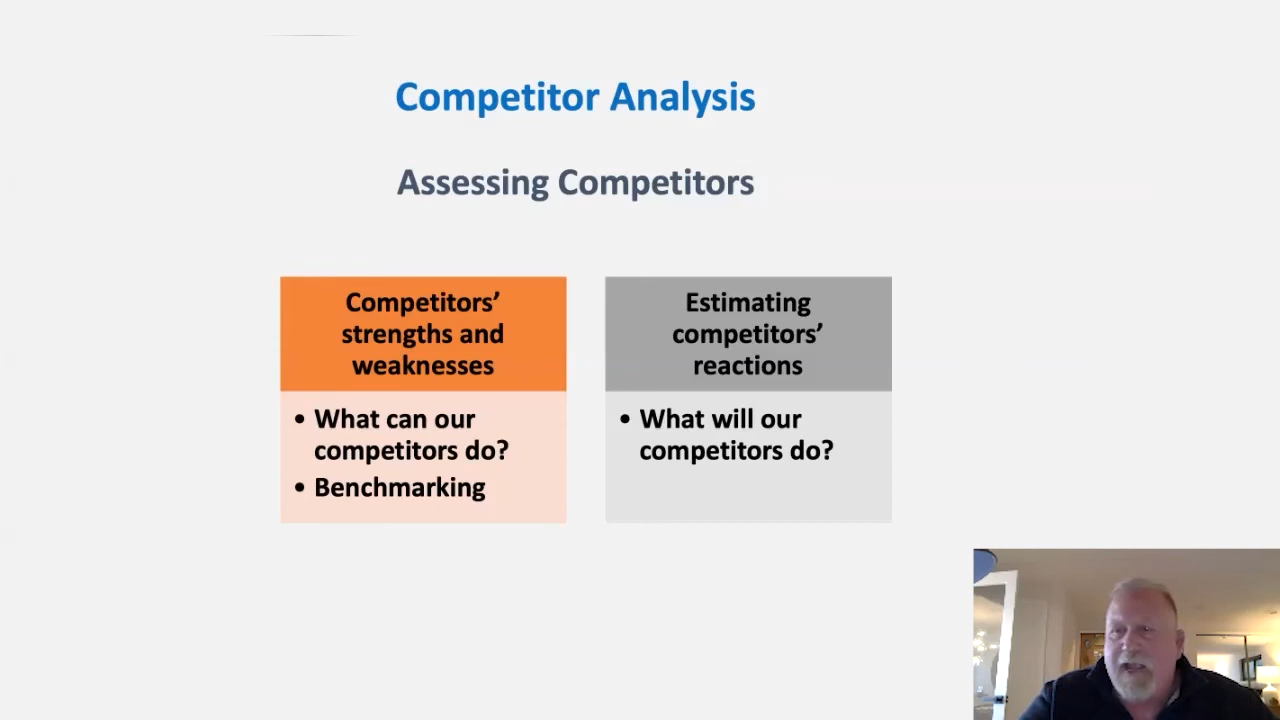 Competitor Analysis
Assessing Competitors
Competitors’
strengths and
weaknesses
• What can our
competitors do?
• Benchmarking
Estimating
competitors’
reactions
• What will our
competitors do?